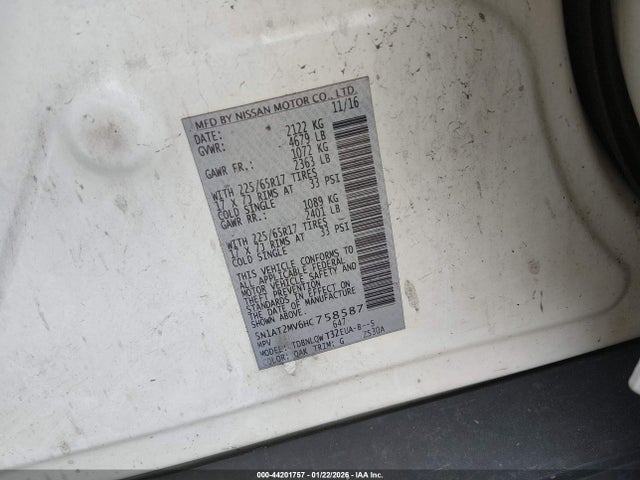 MFD BY NISSAN MOTOR CO., LTD.
DATE: 11/16
GVWR: 2122 KG
4679 LB
GAWR FR.: 1072 KG
2363 LB
WITH 225/65R17 TIRES
17 X 7J RIMS AT 33 PSI
COLD SINGLE
GAWR RR.: 1089 KG
2401 LB
WITH 225/65R17 TIRES
17 X 7J RIMS AT 33 PSI
COLD SINGLE
THIS VEHICLE CONFORMS TO
ALL APPLICABLE FEDERAL
MOTOR VEHICLE SAFETY AND
THEFT PREVENTION
STANDARDS IN EFFECT ON
THE DATE OF MANUFACTURE
SHOWN ABOVE.
5N1AT2MV6HC758587
MPV 647
MODEL: TDBNLQWT32EUA-B--S
COLOR: QAK TRIM: G 7530A
000-44201757 - 01/22/2026 - IAA Inc.